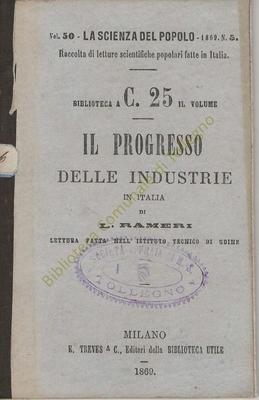 Vol. 50 - LA SCIENZA DEL POPOLO - 1869. N. 5.
Raccolta di letture scientifiche popolari fatte in Italia.
BIBLIOTECA A C. 25 IL VOLUME
IL PROGRESSO
DELLE INDUSTRIE
IN ITALIA
DI
L. RAMERI
LETTURA FATTA NELL'ISTITUTO TECNICO DI UDINE
TOLLEGNO
MILANO
E. TREVES & C., Editori della BIBLIOTECA UTILE
1869.